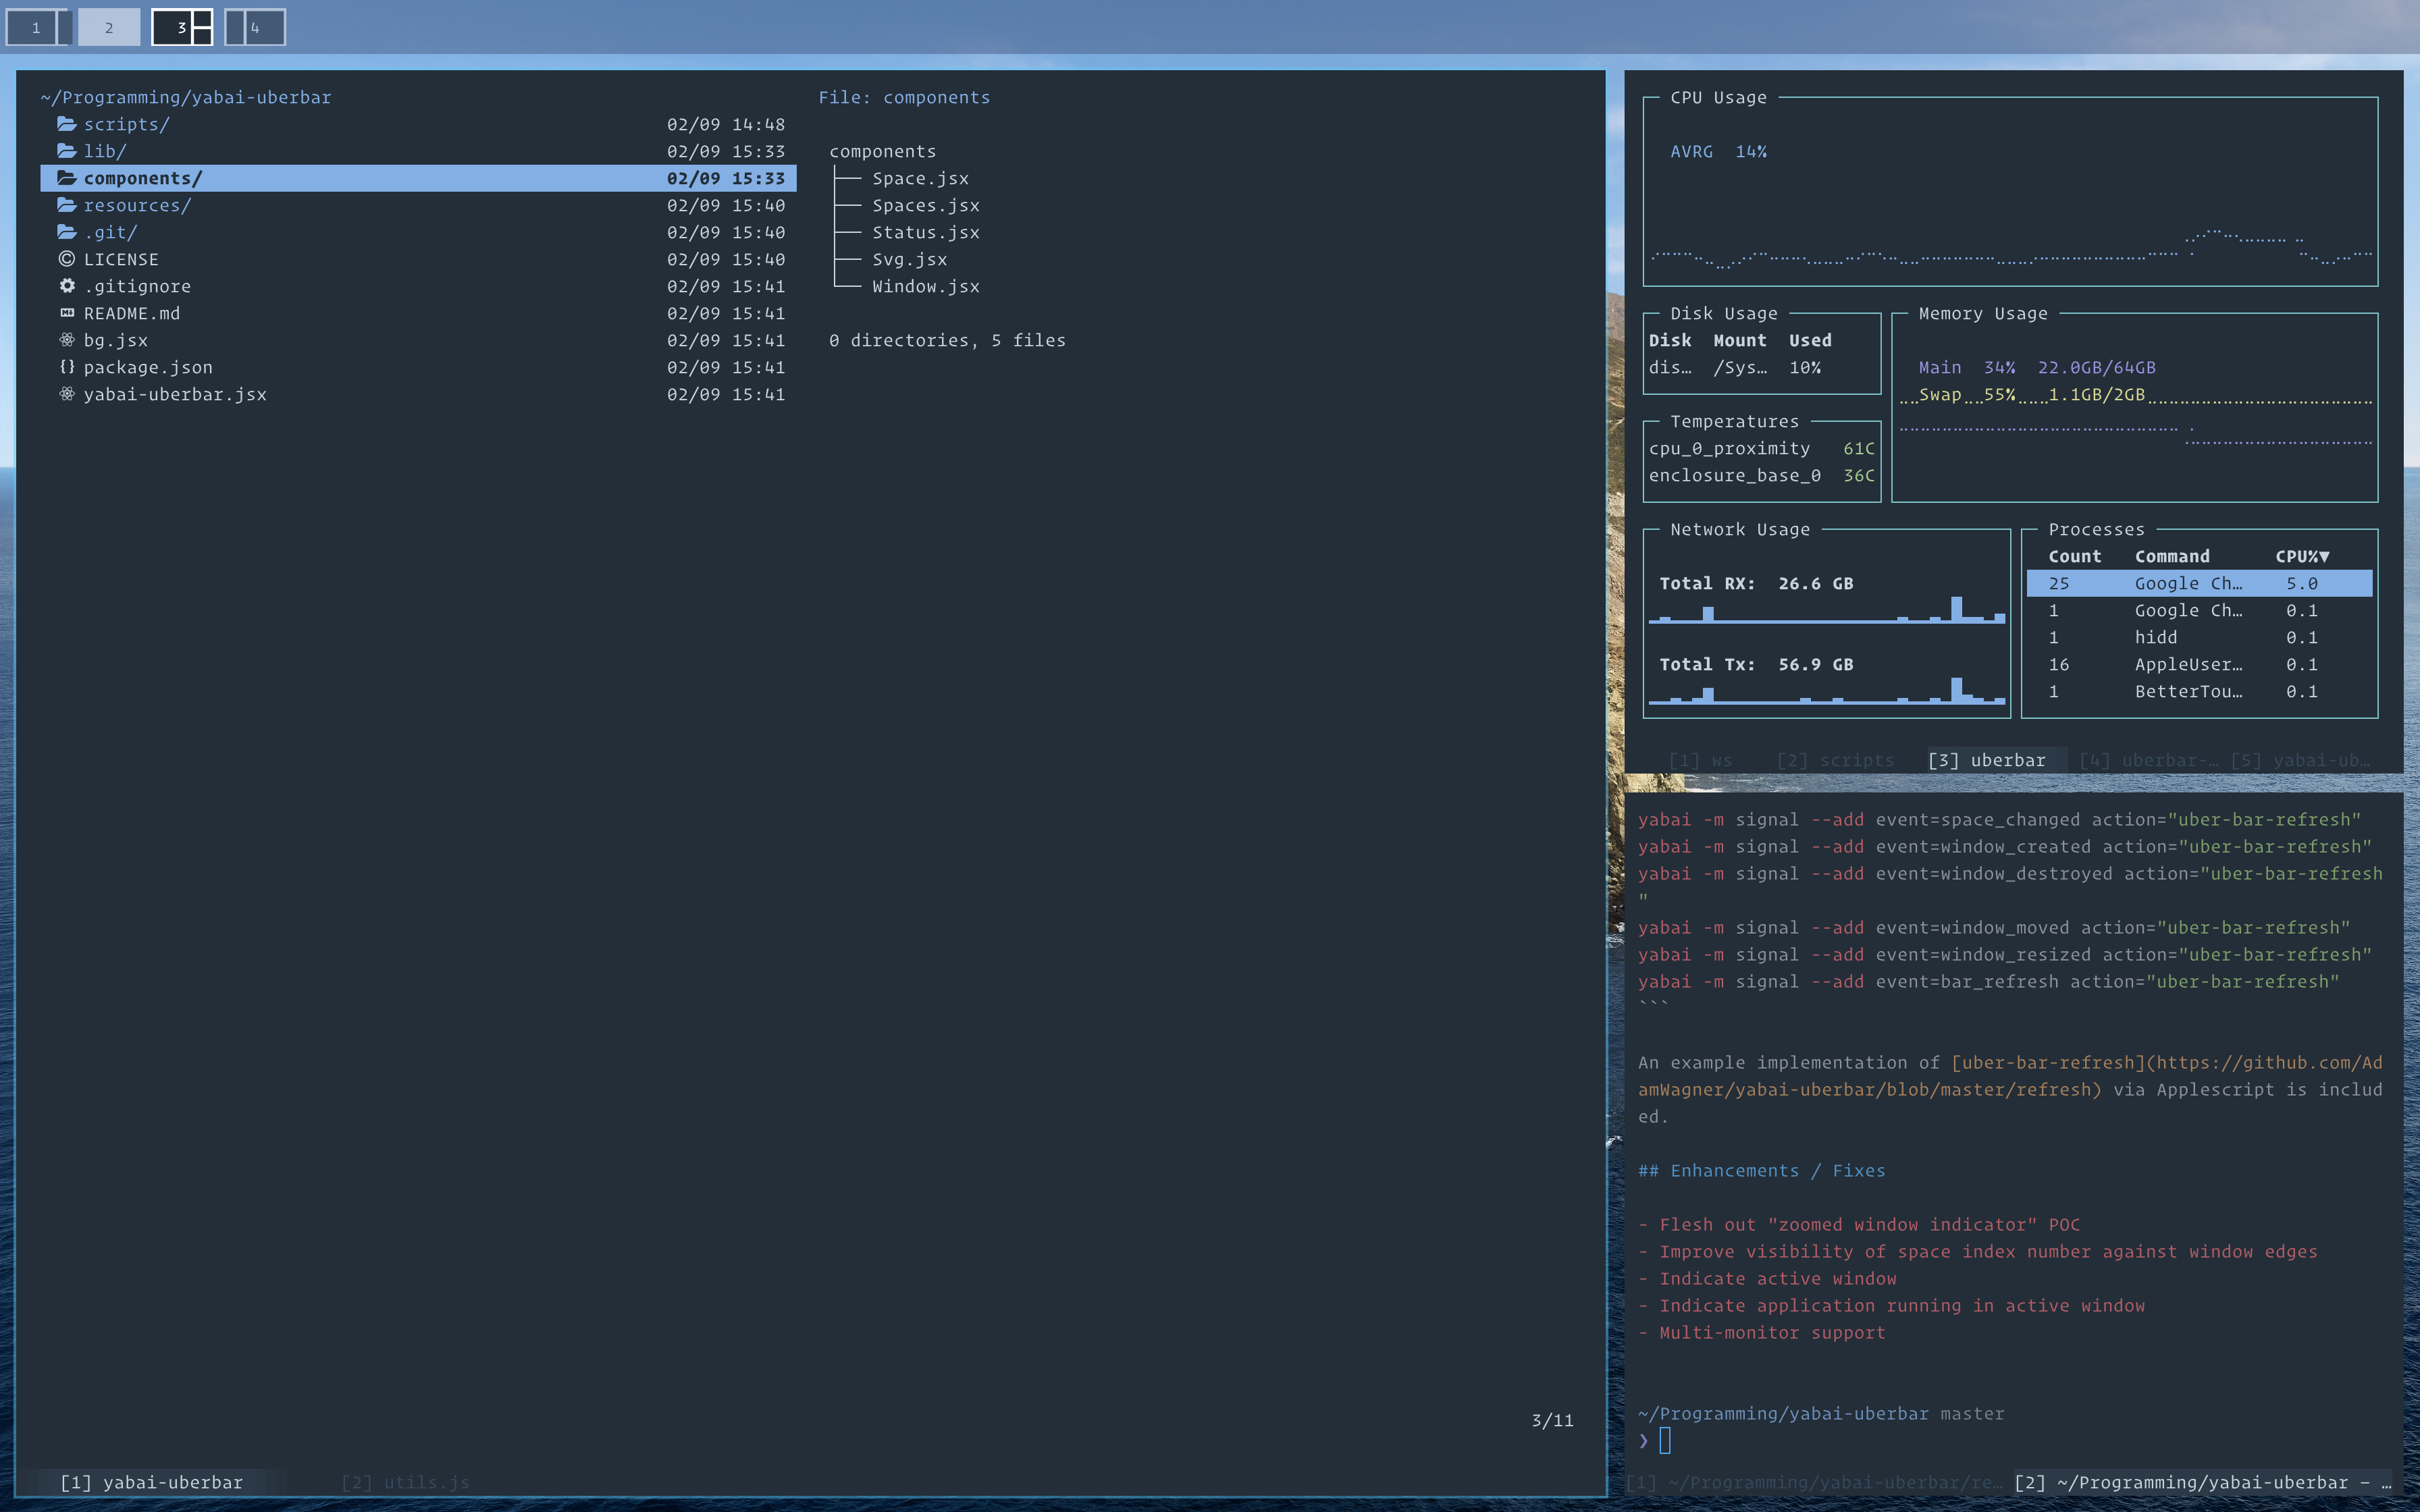 1 2 3 4
~/Programming/yabai-uberbar
scripts/ 02/09 14:48
lib/ 02/09 15:33
components/ 02/09 15:33
resources/ 02/09 15:40
.git/ 02/09 15:40
LICENSE 02/09 15:40
.gitignore 02/09 15:41
README.md 02/09 15:41
bg.jsx 02/09 15:41
{} package.json 02/09 15:41
yabai-uberbar.jsx 02/09 15:41
File: components
components
├── Space.jsx
├── Spaces.jsx
├── Status.jsx
├── Svg.jsx
└── Window.jsx
0 directories, 5 files
3/11
[1] yabai-uberbar [2] utils.js
CPU Usage
AVRG 14%
Disk Usage
Disk Mount Used
dis… /Sys… 10%
Memory Usage
Main 34% 22.0GB/64GB
Swap 55% 1.1GB/2GB
Temperatures
cpu_0_proximity 61C
enclosure_base_0 36C
Network Usage
Total RX: 26.6 GB
Total Tx: 56.9 GB
Processes
Count Command CPU%▼
25 Google Ch… 5.0
1 Google Ch… 0.1
1 hidd 0.1
16 AppleUser… 0.1
1 BetterTou… 0.1
[1] ws [2] scripts [3] uberbar [4] uberbar-… [5] yabai-ub…
yabai -m signal --add event=space_changed action="uber-bar-refresh"
yabai -m signal --add event=window_created action="uber-bar-refresh"
yabai -m signal --add event=window_destroyed action="uber-bar-refresh
"
yabai -m signal --add event=window_moved action="uber-bar-refresh"
yabai -m signal --add event=window_resized action="uber-bar-refresh"
yabai -m signal --add event=bar_refresh action="uber-bar-refresh"
```
An example implementation of [uber-bar-refresh](https://github.com/Ad
amWagner/yabai-uberbar/blob/master/refresh) via Applescript is includ
ed.
## Enhancements / Fixes
- Flesh out "zoomed window indicator" POC
- Improve visibility of space index number against window edges
- Indicate active window
- Indicate application running in active window
- Multi-monitor support
~/Programming/yabai-uberbar master
❯
[1] ~/Programming/yabai-uberbar/re… [2] ~/Programming/yabai-uberbar – …